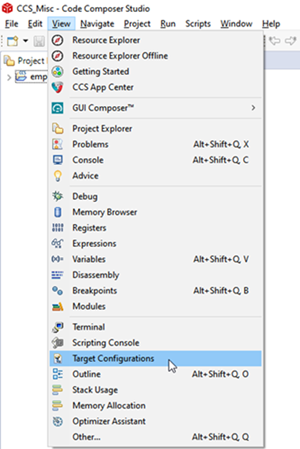 CCS_Misc - Code Composer Studio
File Edit View Navigate Project Run Scripts Window Help
Project
emp
Resource Explorer
Resource Explorer Offline
Getting Started
CCS App Center
GUI Composer™
Project Explorer
Problems Alt+Shift+Q, X
Console Alt+Shift+Q, C
Advice
Debug
Memory Browser
Registers
Expressions
Variables Alt+Shift+Q, V
Disassembly
Breakpoints Alt+Shift+Q, B
Modules
Terminal
Scripting Console
Target Configurations
Outline Alt+Shift+Q, O
Stack Usage
Memory Allocation
Optimizer Assistant
Other... Alt+Shift+Q, Q